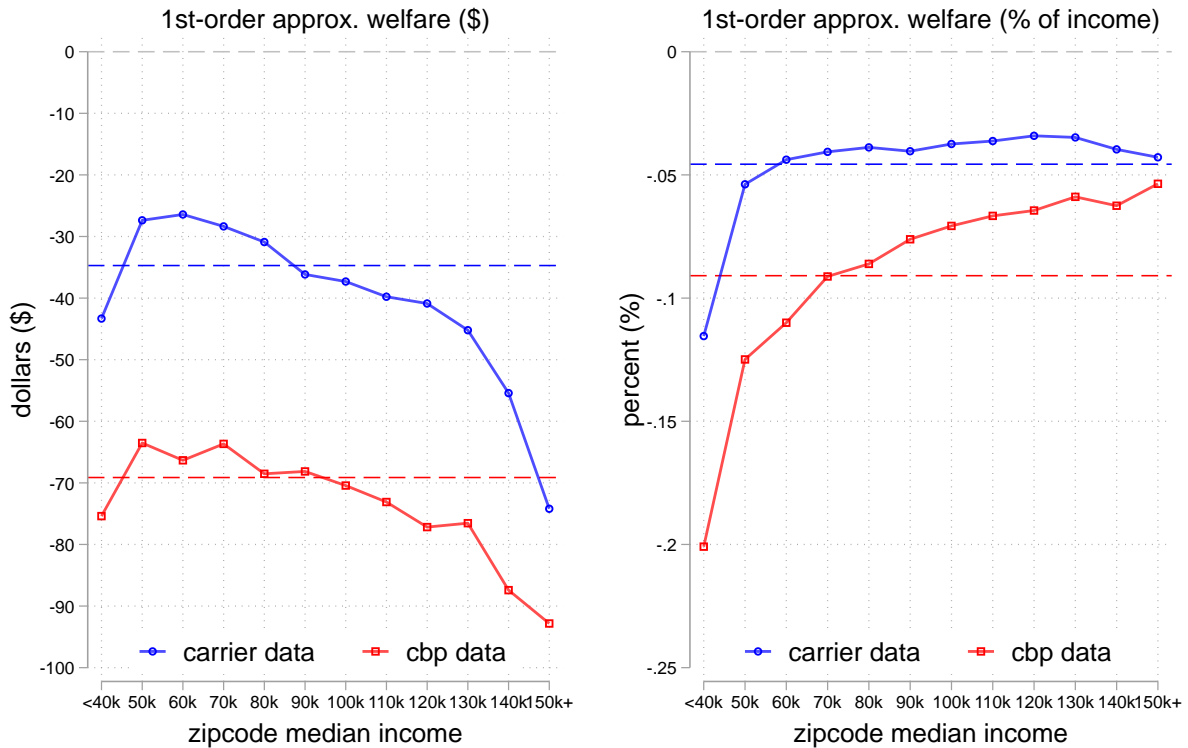 1st-order approx. welfare ($)
0
-10
-20
-30
-40
-50
-60
-70
-80
-90
-100
dollars ($)
carrier data
cbp data
<40k 50k 60k 70k 80k 90k 100k 110k 120k 130k 140k 150k+
zipcode median income
1st-order approx. welfare (% of income)
0
-.05
-.1
-.15
-.2
-.25
percent (%)
carrier data
cbp data
<40k 50k 60k 70k 80k 90k 100k 110k 120k 130k 140k 150k+
zipcode median income